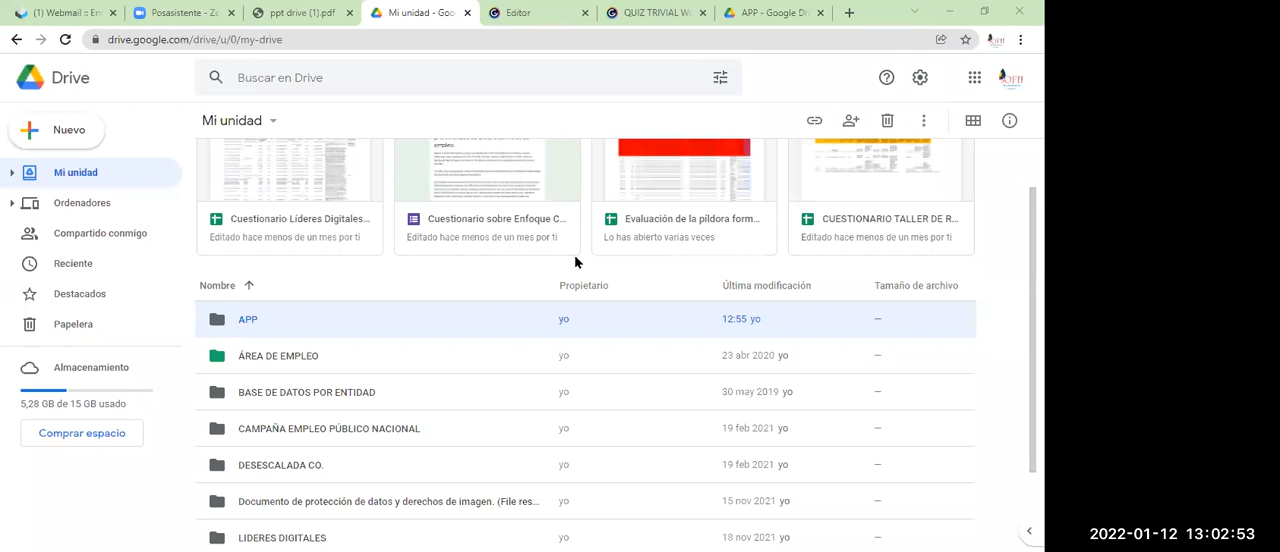 (1) Webmail :: En
Posasistente - Zo
ppt drive (1).pdf
Mi unidad - Goo
Editor
QUIZ TRIVIAL Wo
APP - Google Dri
drive.google.com/drive/u/0/my-drive
Drive
Buscar en Drive
Nuevo
Mi unidad
Mi unidad
Ordenadores
Compartido conmigo
Reciente
Destacados
Papelera
Almacenamiento
5,28 GB de 15 GB usado
Comprar espacio
empleo.
Cuestionario Líderes Digitales...
Editado hace menos de un mes por ti
Cuestionario sobre Enfoque C...
Editado hace menos de un mes por ti
Evaluación de la píldora form...
Lo has abierto varias veces
CUESTIONARIO TALLER DE R...
Editado hace menos de un mes por ti
Nombre Propietario Última modificación Tamaño de archivo
APP yo 12:55 yo —
ÁREA DE EMPLEO yo 23 abr 2020 yo —
BASE DE DATOS POR ENTIDAD yo 30 may 2019 yo —
CAMPAÑA EMPLEO PÚBLICO NACIONAL yo 19 feb 2021 yo —
DESESCALADA CO. yo 19 feb 2021 yo —
Documento de protección de datos y derechos de imagen. (File res... yo 15 nov 2021 yo —
LIDERES DIGITALES yo 18 nov 2021 yo —
2022-01-12 13:02:53